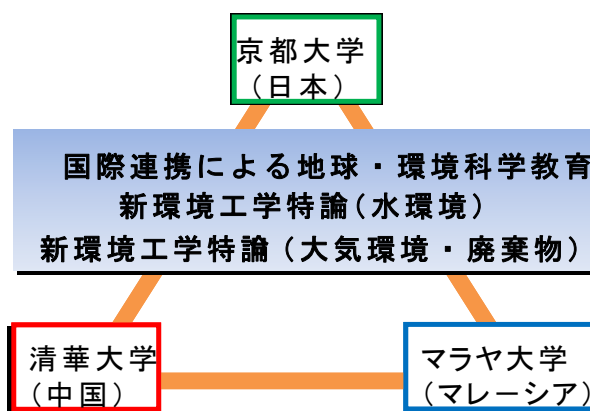 京都大学
（日本）
国際連携による地球・環境科学教育
新環境工学特論（水環境）
新環境工学特論（大気環境・廃棄物）
清華大学
（中国）
マラヤ大学
（マレーシア）